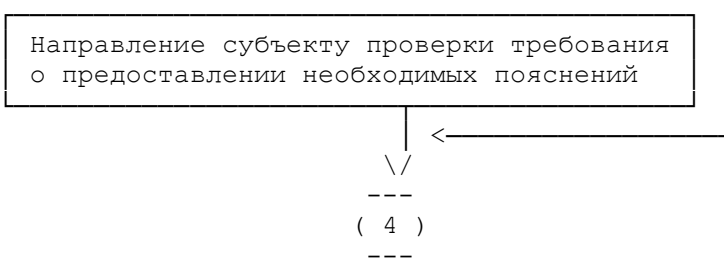 Направление субъекту проверки требования
о предоставлении необходимых пояснений
<
\/
---
( 4 )
---